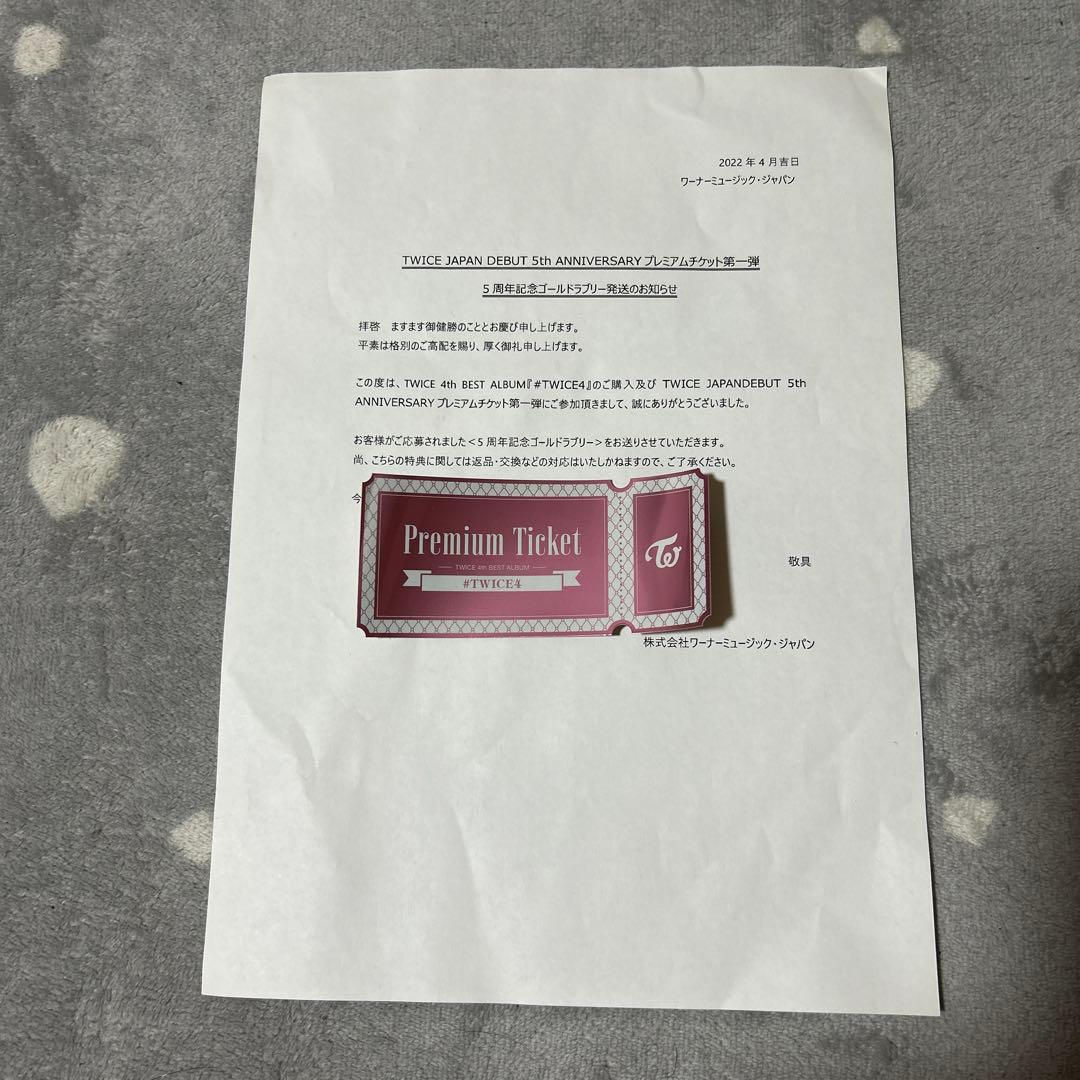 2022 年 4 月吉日
ワーナーミュージック・ジャパン
TWICE JAPAN DEBUT 5th ANNIVERSARY プレミアムチケット第一弾
5 周年記念ゴールドラブリー発送のお知らせ
拝啓　ますます御健勝のこととお慶び申し上げます。
平素は格別のご高配を賜り、厚く御礼申し上げます。
この度は、TWICE 4th BEST ALBUM『#TWICE4』のご購入及び TWICE JAPANDEBUT 5th
ANNIVERSARY プレミアムチケット第一弾にご参加頂きまして、誠にありがとうございました。
お客様がご応募されました＜5 周年記念ゴールドラブリー＞をお送りさせていただきます。
尚、こちらの特典に関しては返品・交換などの対応はいたしかねますので、ご了承ください。
今
Premium Ticket
TWICE 4th BEST ALBUM
#TWICE4
敬具
株式会社ワーナーミュージック・ジャパン